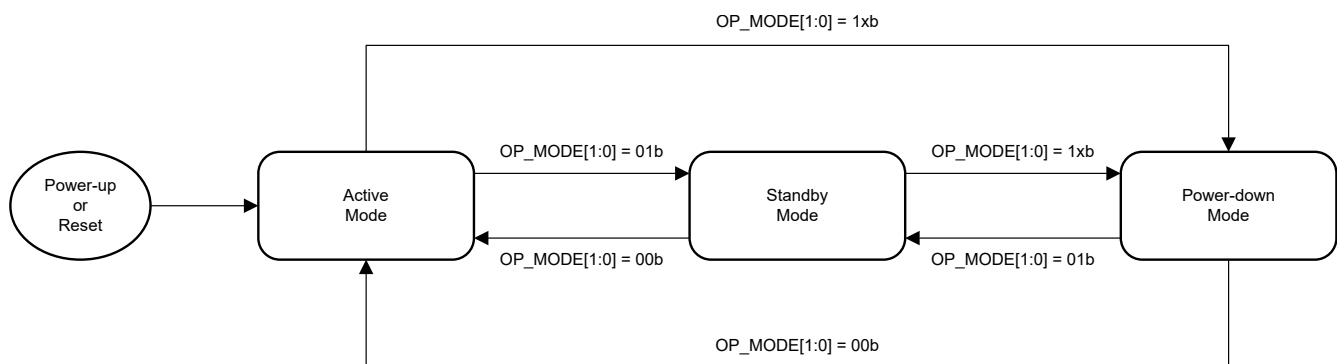 OP_MODE[1:0] = 1xb
OP_MODE[1:0] = 01b
OP_MODE[1:0] = 1xb
Power-up
or
Reset
Active
Mode
Standby
Mode
Power-down
Mode
OP_MODE[1:0] = 00b
OP_MODE[1:0] = 01b
OP_MODE[1:0] = 00b